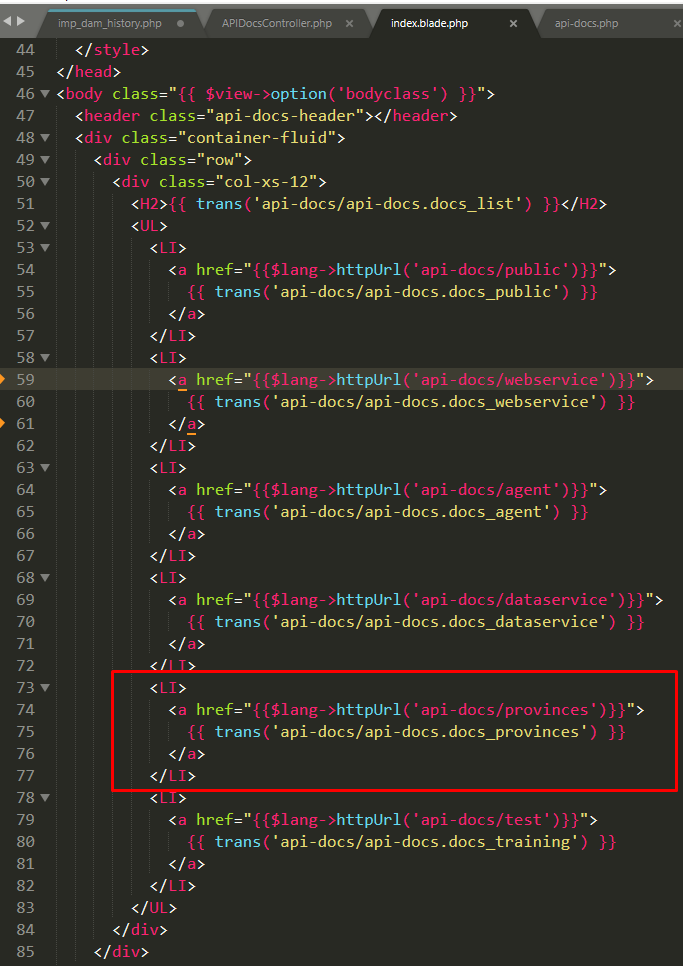 imp_dam_history.php
APIDocsController.php ×
index.blade.php ×
api-docs.php ×
44 </style>
45 </head>
46 <body class="{{ $view->option('bodyclass') }}">
47 <header class="api-docs-header"></header>
48 <div class="container-fluid">
49 <div class="row">
50 <div class="col-xs-12">
51 <H2>{{ trans('api-docs/api-docs.docs_list') }}</H2>
52 <UL>
53 <LI>
54 <a href="{{$lang->httpUrl('api-docs/public')}}">
55 {{ trans('api-docs/api-docs.docs_public') }}
56 </a>
57 </LI>
58 <LI>
59 <a href="{{$lang->httpUrl('api-docs/webservice')}}">
60 {{ trans('api-docs/api-docs.docs_webservice') }}
61 </a>
62 </LI>
63 <LI>
64 <a href="{{$lang->httpUrl('api-docs/agent')}}">
65 {{ trans('api-docs/api-docs.docs_agent') }}
66 </a>
67 </LI>
68 <LI>
69 <a href="{{$lang->httpUrl('api-docs/dataservice')}}">
70 {{ trans('api-docs/api-docs.docs_dataservice') }}
71 </a>
72 </LI>
73 <LI>
74 <a href="{{$lang->httpUrl('api-docs/provinces')}}">
75 {{ trans('api-docs/api-docs.docs_provinces') }}
76 </a>
77 </LI>
78 <LI>
79 <a href="{{$lang->httpUrl('api-docs/test')}}">
80 {{ trans('api-docs/api-docs.docs_training') }}
81 </a>
82 </LI>
83 </UL>
84 </div>
85 </div>